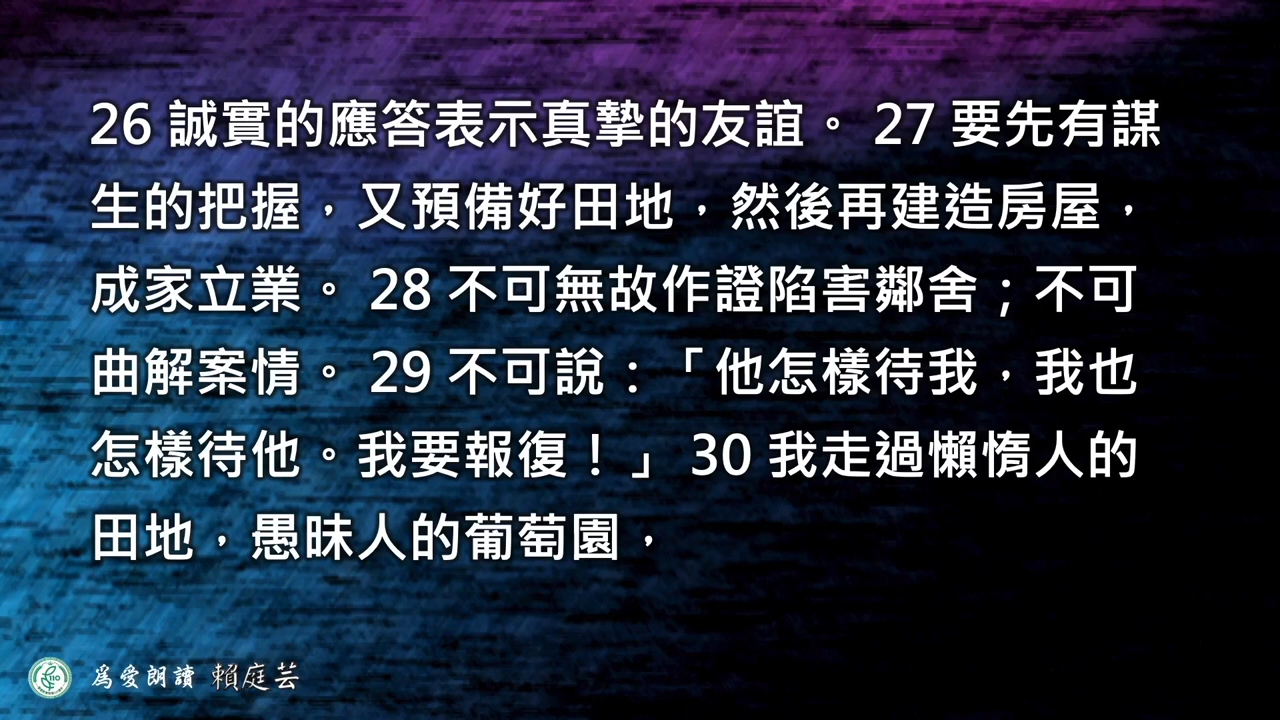 26 誠實的應答表示真摯的友誼。 27 要先有謀
生的把握，又預備好田地，然後再建造房屋，
成家立業。 28 不可無故作證陷害鄰舍；不可
曲解案情。 29 不可說：「他怎樣待我，我也
怎樣待他。我要報復！」 30 我走過懶惰人的
田地，愚昧人的葡萄園，
為愛朗讀 賴庭芸